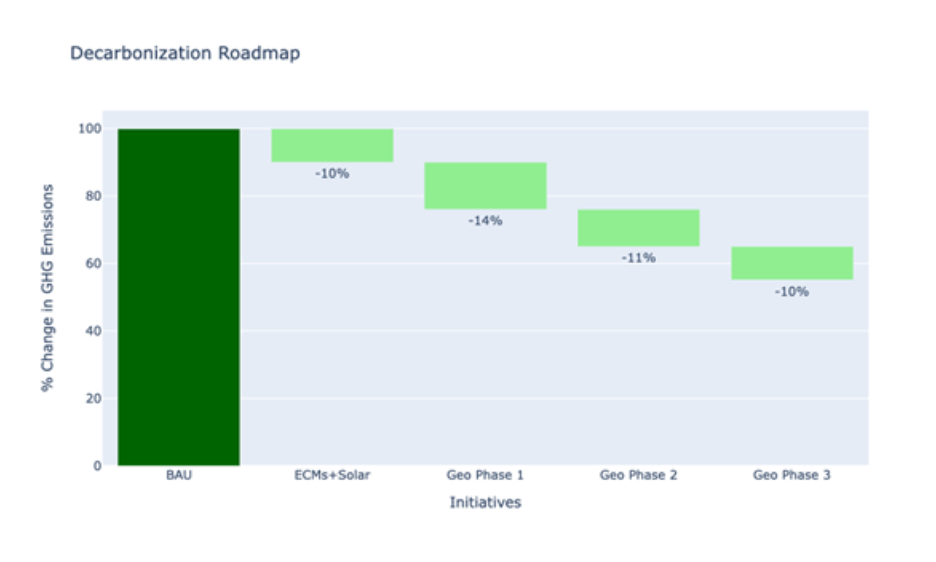 Decarbonization Roadmap
100
80
60
40
20
0
% Change in GHG Emissions
-10%
-14%
-11%
-10%
BAU ECMs+Solar Geo Phase 1 Geo Phase 2 Geo Phase 3
Initiatives